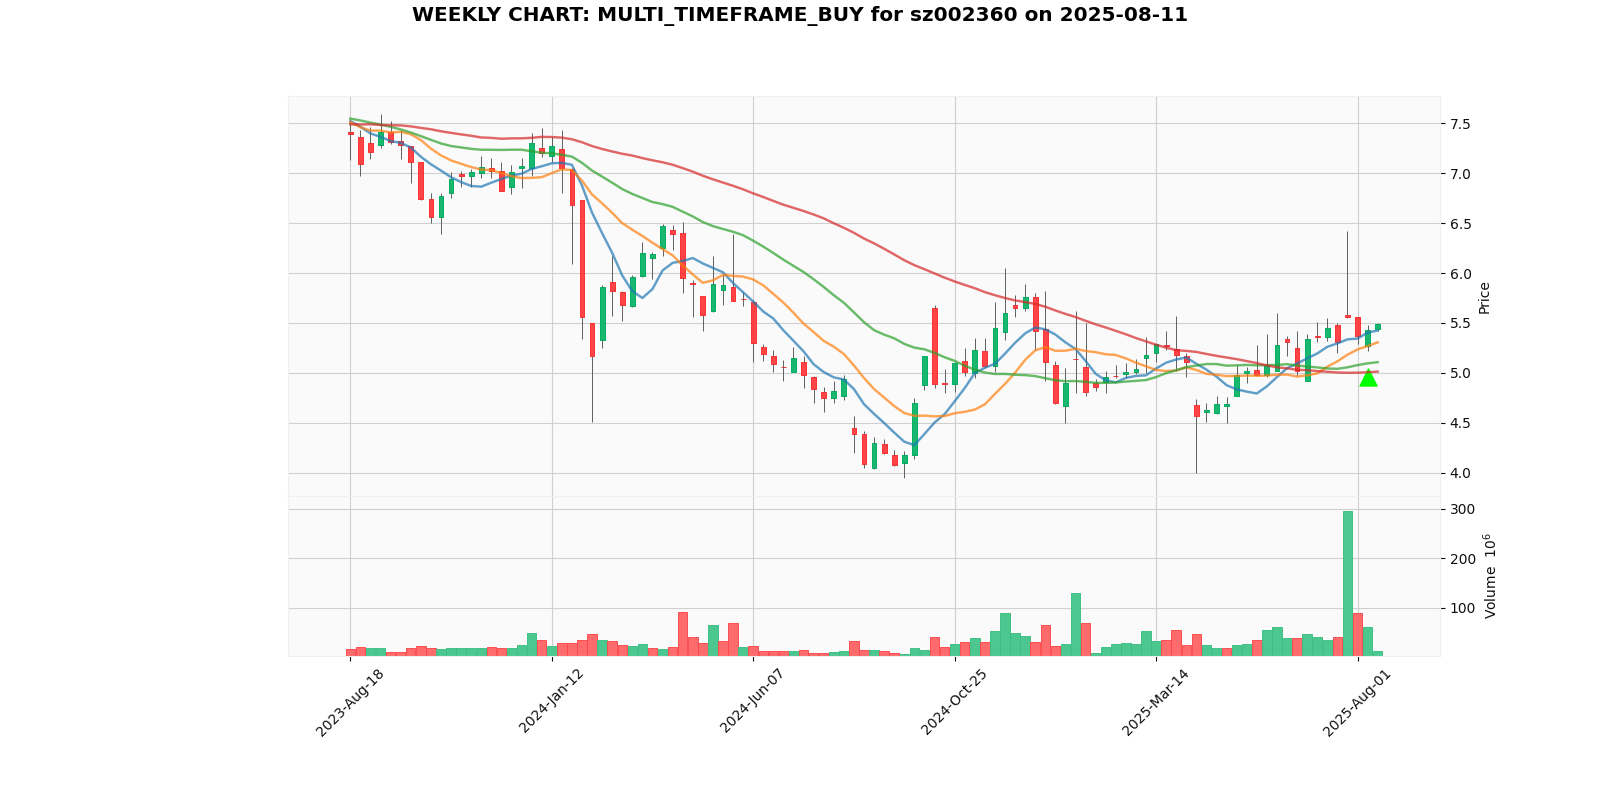 WEEKLY CHART: MULTI_TIMEFRAME_BUY for sz002360 on 2025-08-11
7.5
7.0
6.5
6.0
5.5
5.0
4.5
4.0
Price
300
200
100
Volume 10⁶
2023-Aug-18
2024-Jan-12
2024-Jun-07
2024-Oct-25
2025-Mar-14
2025-Aug-01